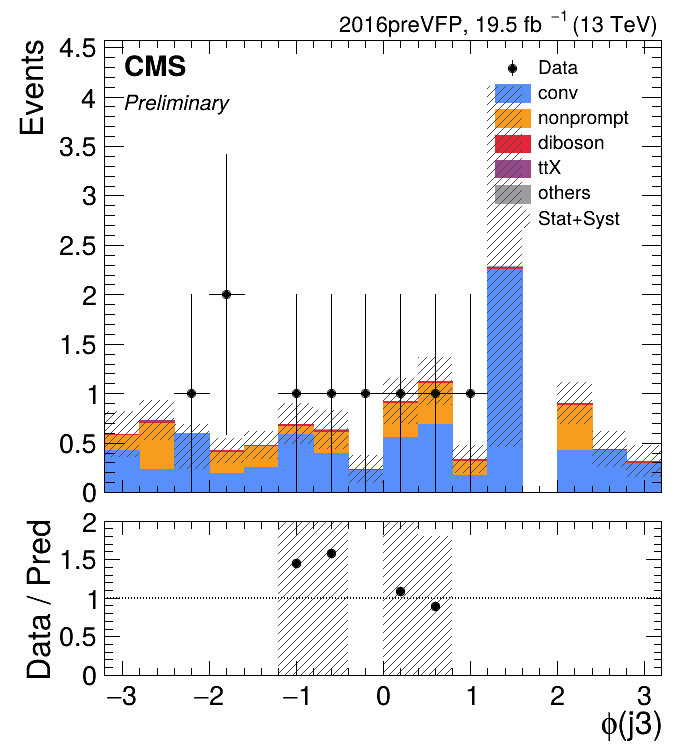 2016preVFP, 19.5 fb⁻¹ (13 TeV)
CMS
Preliminary
Events
4.5
4
3.5
3
2.5
2
1.5
1
0.5
0
Data
conv
nonprompt
diboson
ttX
others
Stat+Syst
Data / Pred
2
1.5
1
0.5
0
−3 −2 −1 0 1 2 3
ϕ(j3)